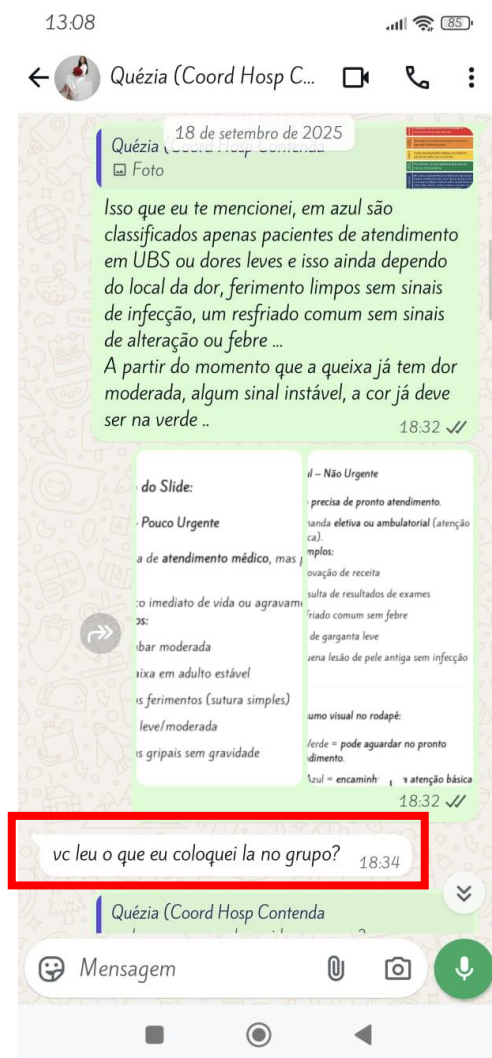 13:08
85
Quézia (Coord Hosp C...
18 de setembro de 2025
Quézia (Coord Hosp Contenda
Foto
Isso que eu te mencionei, em azul são
classificados apenas pacientes de atendimento
em UBS ou dores leves e isso ainda dependo
do local da dor, ferimento limpos sem sinais
de infecção, um resfriado comum sem sinais
de alteração ou febre ...
A partir do momento que a queixa já tem dor
moderada, algum sinal instável, a cor já deve
ser na verde ..
18:32
do Slide:
Pouco Urgente
a de atendimento médico, mas
o imediato de vida ou agravam
os:
bar moderada
aixa em adulto estável
s ferimentos (sutura simples)
leve/moderada
s gripais sem gravidade
l – Não Urgente
precisa de pronto atendimento.
anda eletiva ou ambulatorial (atenção
ca).
mplos:
ovação de receita
sulta de resultados de exames
friado comum sem febre
de garganta leve
uena lesão de pele antiga sem infecção
umo visual no rodapé:
Verde = pode aguardar no pronto
dimento.
Azul = encaminh a atenção básica
18:32
vc leu o que eu coloquei la no grupo?
18:34
Quézia (Coord Hosp Contenda
Mensagem